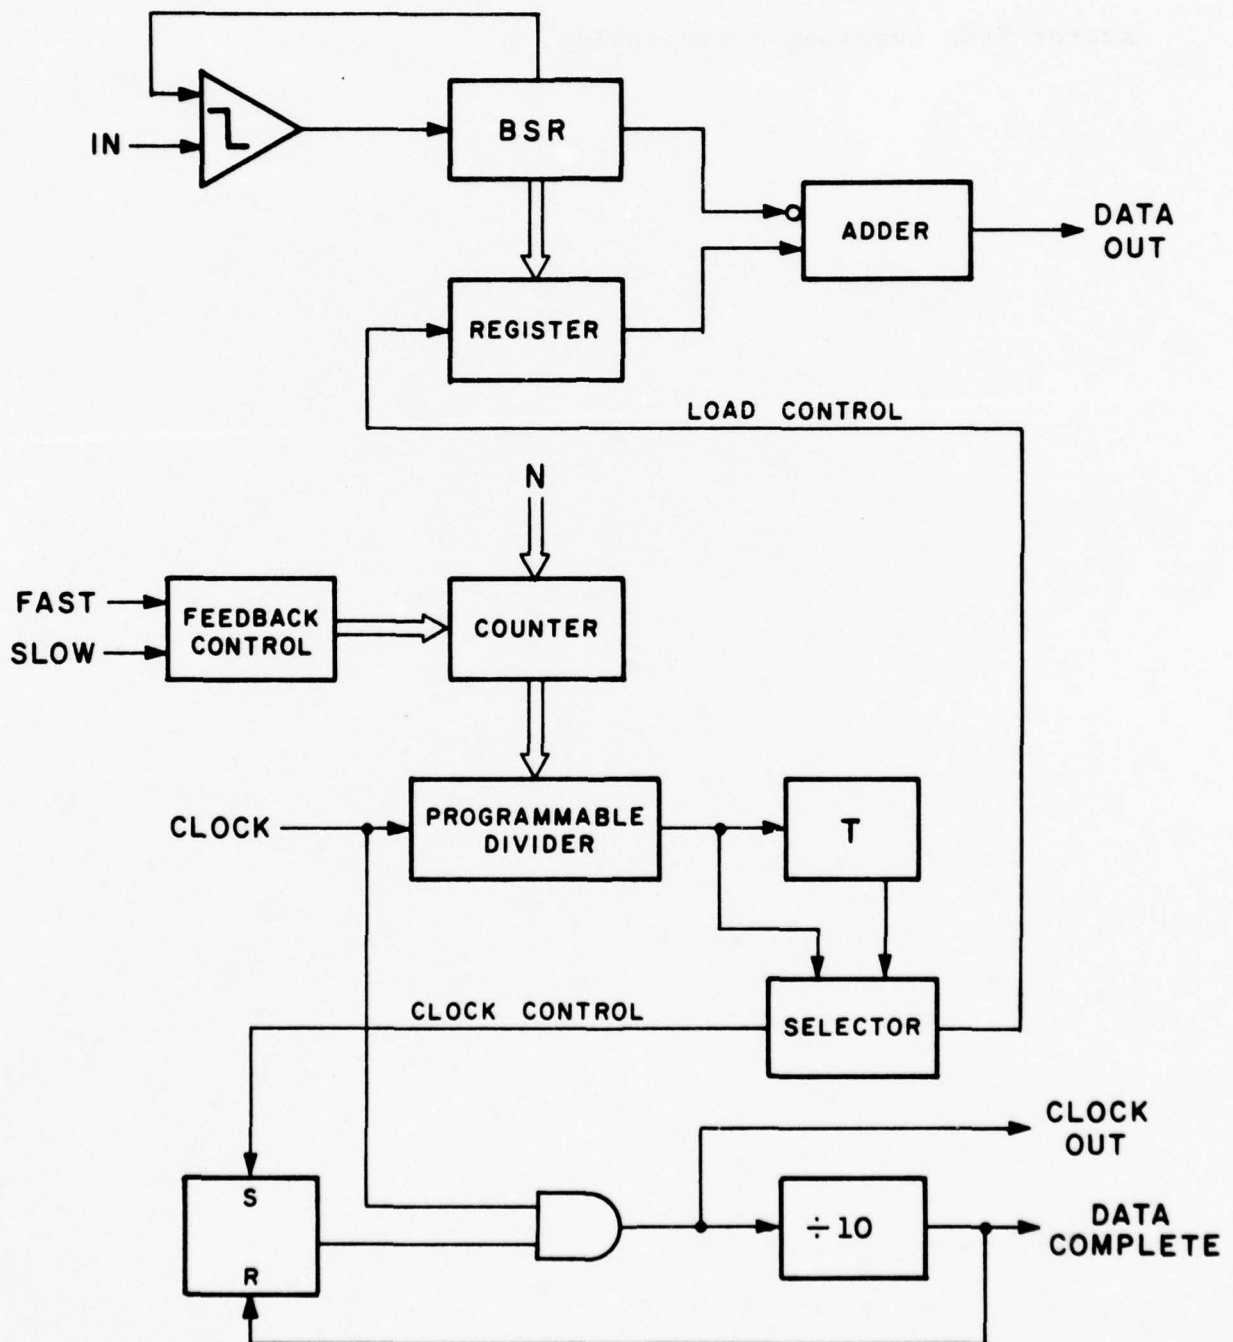 BSR
IN
ADDER
DATA
OUT
REGISTER
LOAD CONTROL
N
FAST
SLOW
FEEDBACK
CONTROL
COUNTER
CLOCK
PROGRAMMABLE
DIVIDER
T
CLOCK CONTROL
SELECTOR
CLOCK
OUT
S
R
÷10
DATA
COMPLETE